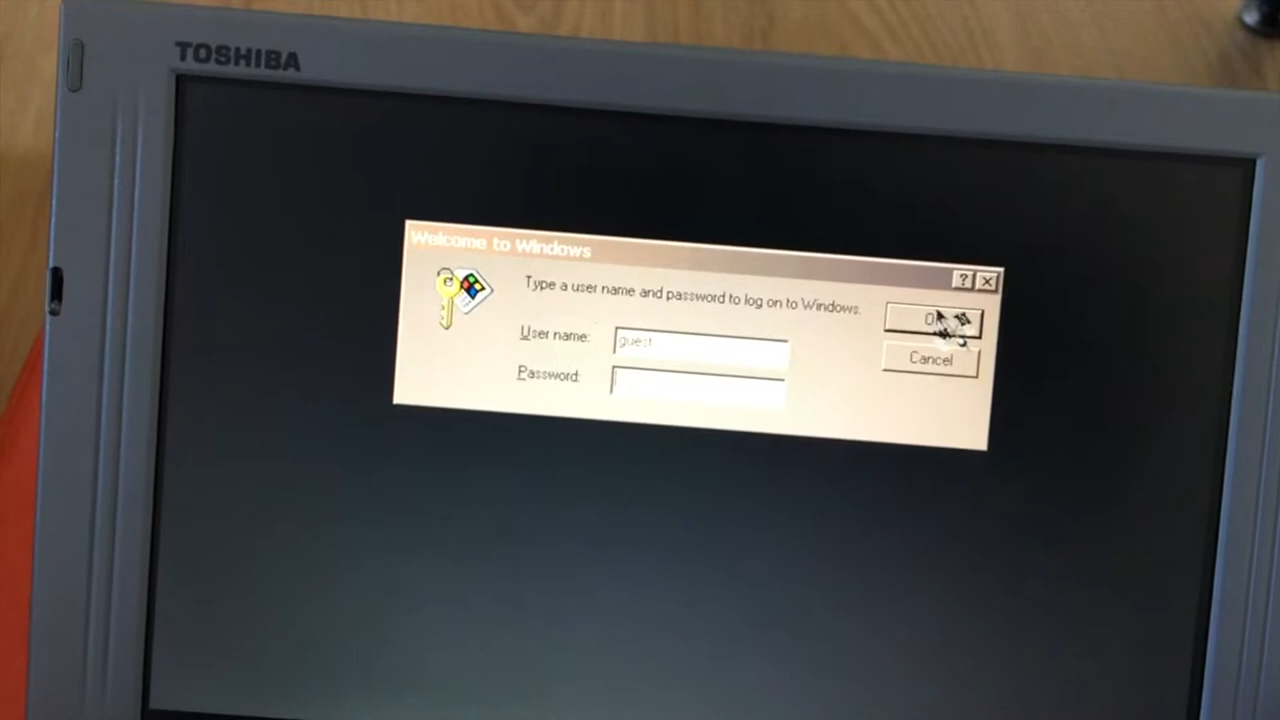 TOSHIBA
Welcome to Windows
Type a user name and password to log on to Windows.
User name: guest
Password:
Cancel